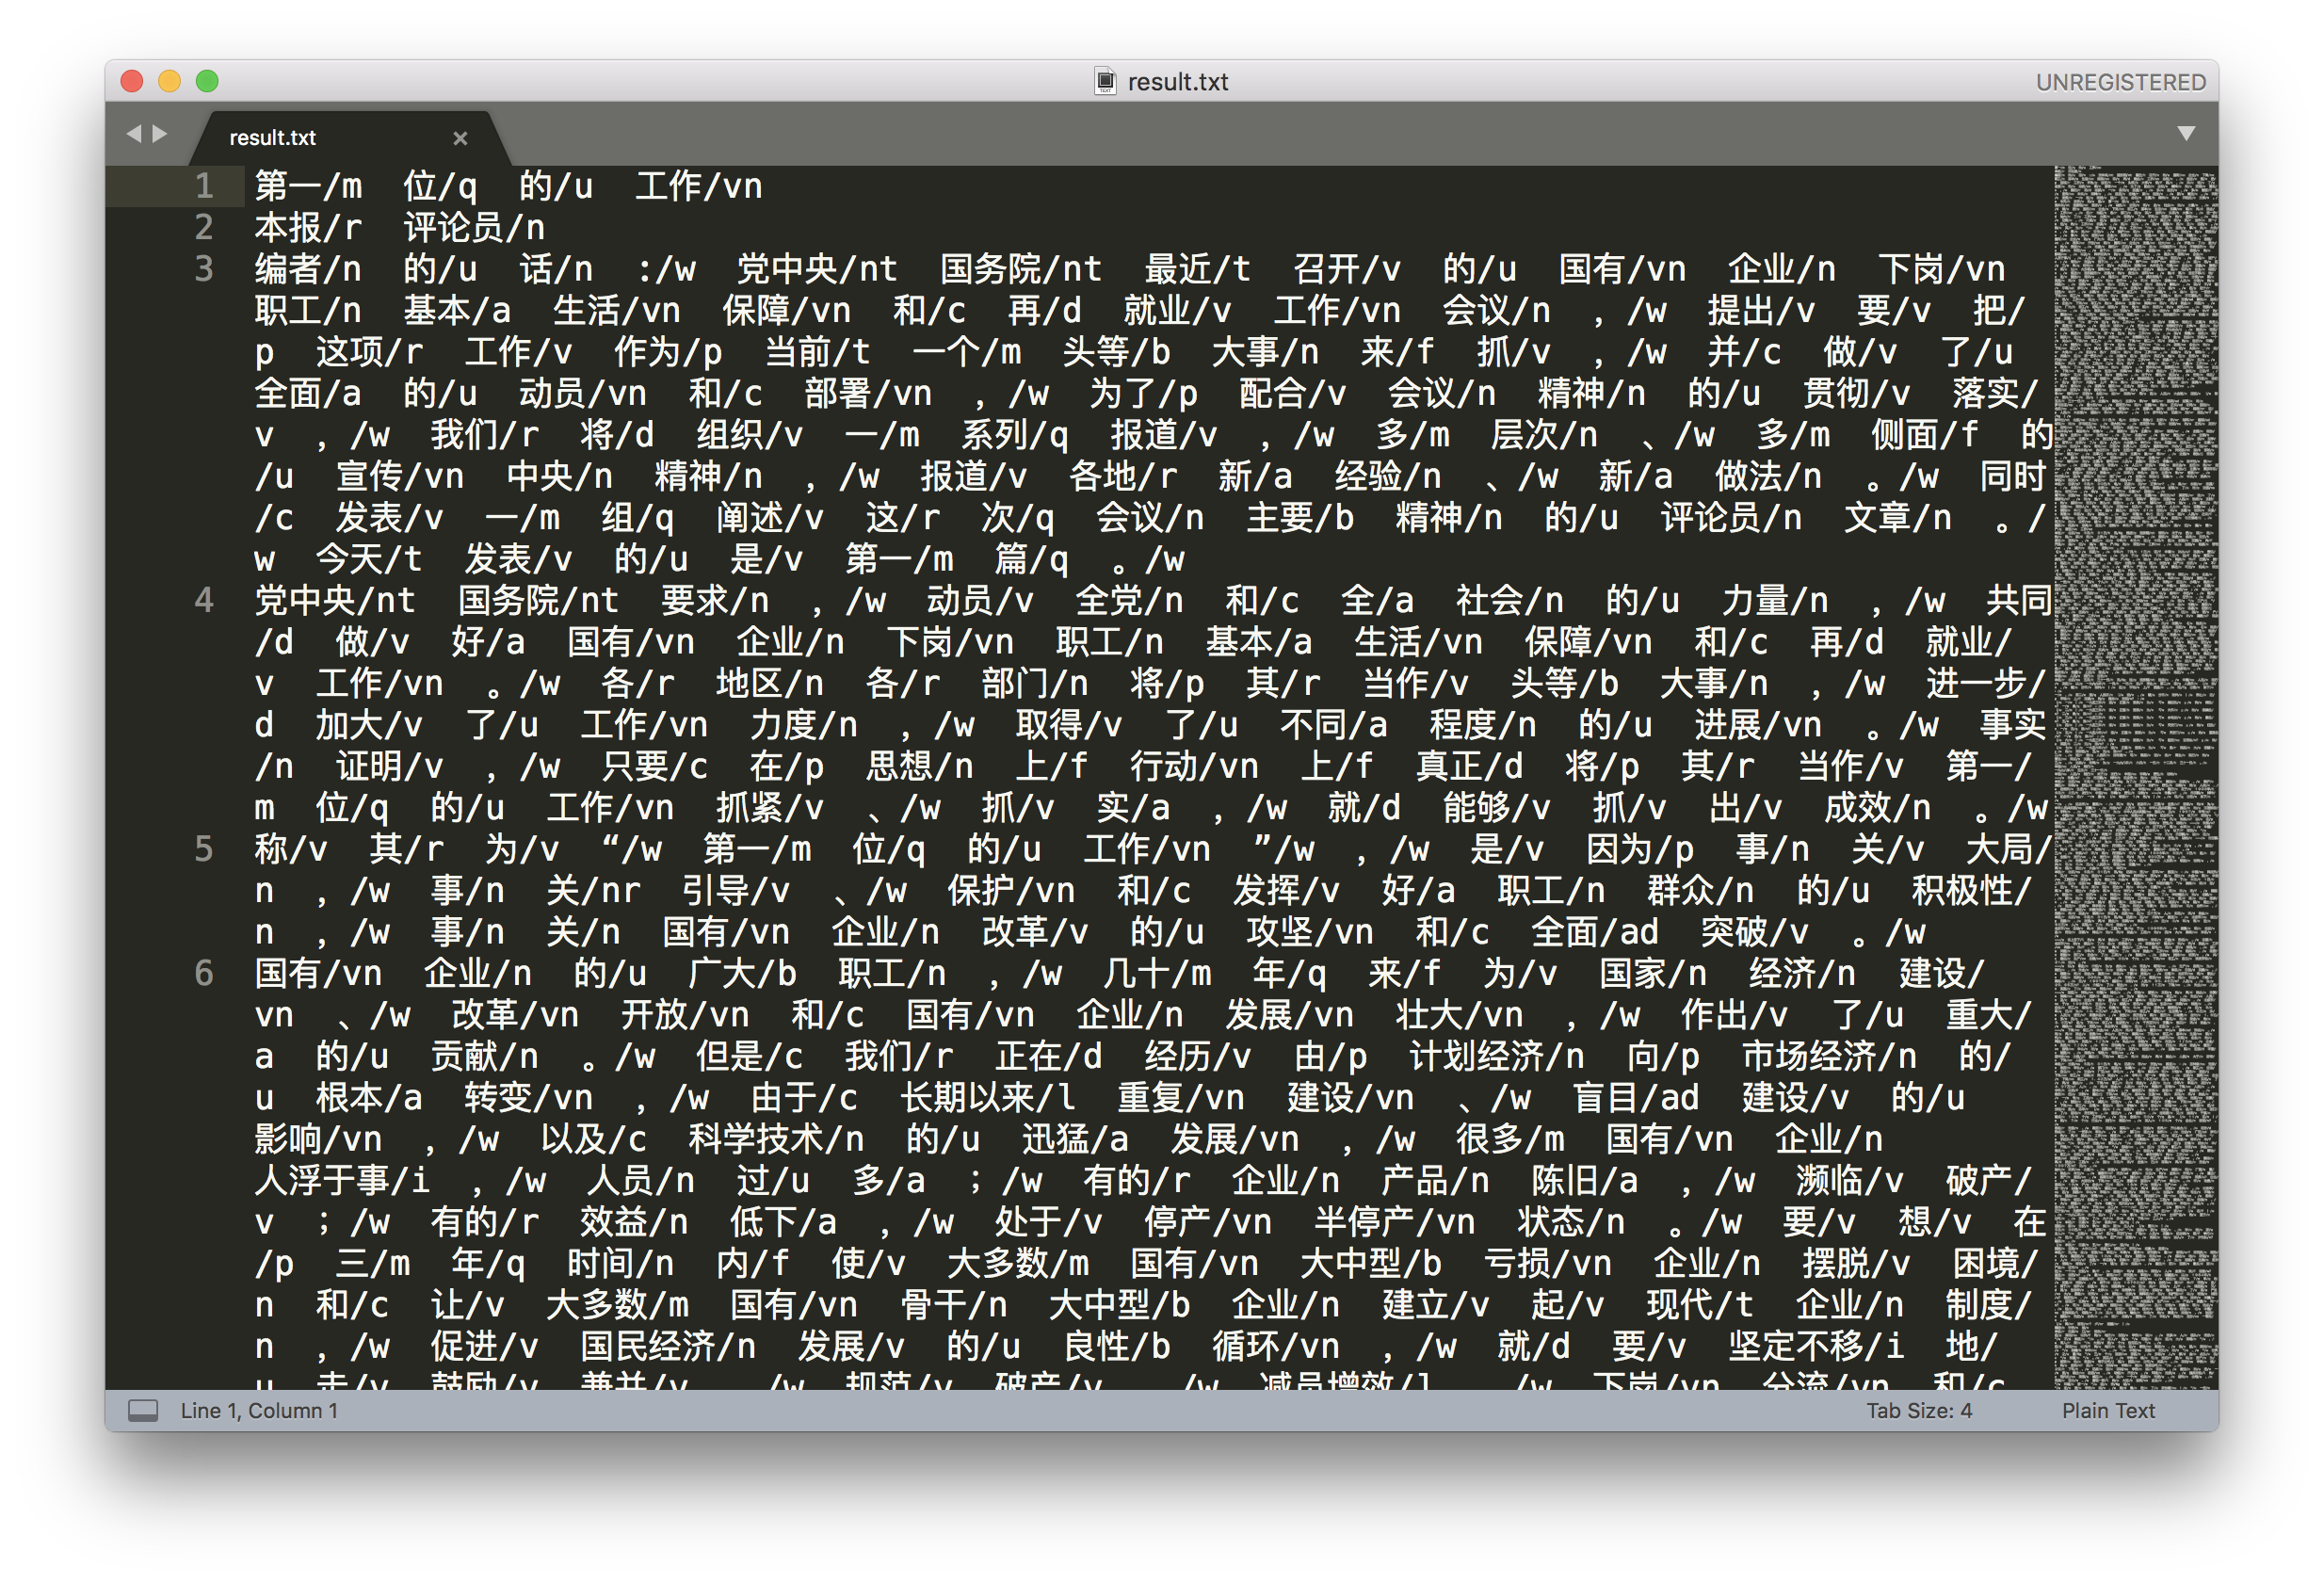 result.txt
UNREGISTERED
result.txt
1 第一/m 位/q 的/u 工作/vn
2 本报/r 评论员/n
3 编者/n 的/u 话/n :/w 党中央/nt 国务院/nt 最近/t 召开/v 的/u 国有/vn 企业/n 下岗/vn
职工/n 基本/a 生活/vn 保障/vn 和/c 再/d 就业/v 工作/vn 会议/n ，/w 提出/v 要/v 把/
p 这项/r 工作/v 作为/p 当前/t 一个/m 头等/b 大事/n 来/f 抓/v ，/w 并/c 做/v 了/u
全面/a 的/u 动员/vn 和/c 部署/vn ，/w 为了/p 配合/v 会议/n 精神/n 的/u 贯彻/v 落实/
v ，/w 我们/r 将/d 组织/v 一/m 系列/q 报道/v ，/w 多/m 层次/n 、/w 多/m 侧面/f 的
/u 宣传/vn 中央/n 精神/n ，/w 报道/v 各地/r 新/a 经验/n 、/w 新/a 做法/n 。/w 同时
/c 发表/v 一/m 组/q 阐述/v 这/r 次/q 会议/n 主要/b 精神/n 的/u 评论员/n 文章/n 。/
w 今天/t 发表/v 的/u 是/v 第一/m 篇/q 。/w
4 党中央/nt 国务院/nt 要求/n ，/w 动员/v 全党/n 和/c 全/a 社会/n 的/u 力量/n ，/w 共同
/d 做/v 好/a 国有/vn 企业/n 下岗/vn 职工/n 基本/a 生活/vn 保障/vn 和/c 再/d 就业/
v 工作/vn 。/w 各/r 地区/n 各/r 部门/n 将/p 其/r 当作/v 头等/b 大事/n ，/w 进一步/
d 加大/v 了/u 工作/vn 力度/n ，/w 取得/v 了/u 不同/a 程度/n 的/u 进展/vn 。/w 事实
/n 证明/v ，/w 只要/c 在/p 思想/n 上/f 行动/vn 上/f 真正/d 将/p 其/r 当作/v 第一/
m 位/q 的/u 工作/vn 抓紧/v 、/w 抓/v 实/a ，/w 就/d 能够/v 抓/v 出/v 成效/n 。/w
5 称/v 其/r 为/v “/w 第一/m 位/q 的/u 工作/vn ”/w ，/w 是/v 因为/p 事/n 关/v 大局/
n ，/w 事/n 关/nr 引导/v 、/w 保护/vn 和/c 发挥/v 好/a 职工/n 群众/n 的/u 积极性/
n ，/w 事/n 关/n 国有/vn 企业/n 改革/v 的/u 攻坚/vn 和/c 全面/ad 突破/v 。/w
6 国有/vn 企业/n 的/u 广大/b 职工/n ，/w 几十/m 年/q 来/f 为/v 国家/n 经济/n 建设/
vn 、/w 改革/vn 开放/vn 和/c 国有/vn 企业/n 发展/vn 壮大/vn ，/w 作出/v 了/u 重大/
a 的/u 贡献/n 。/w 但是/c 我们/r 正在/d 经历/v 由/p 计划经济/n 向/p 市场经济/n 的/
u 根本/a 转变/vn ，/w 由于/c 长期以来/l 重复/vn 建设/vn 、/w 盲目/ad 建设/v 的/u
影响/vn ，/w 以及/c 科学技术/n 的/u 迅猛/a 发展/vn ，/w 很多/m 国有/vn 企业/n
人浮于事/i ，/w 人员/n 过/u 多/a ；/w 有的/r 企业/n 产品/n 陈旧/a ，/w 濒临/v 破产/
v ；/w 有的/r 效益/n 低下/a ，/w 处于/v 停产/vn 半停产/vn 状态/n 。/w 要/v 想/v 在
/p 三/m 年/q 时间/n 内/f 使/v 大多数/m 国有/vn 大中型/b 亏损/vn 企业/n 摆脱/v 困境/
n 和/c 让/v 大多数/m 国有/vn 骨干/n 大中型/b 企业/n 建立/v 起/v 现代/t 企业/n 制度/
n ，/w 促进/v 国民经济/n 发展/v 的/u 良性/b 循环/vn ，/w 就/d 要/v 坚定不移/i 地/
u 走/v 鼓励/v 兼并/v /w 规范/v 破产/v /w 减员增效/l /w 下岗/vn 分流/vn 和/c
Line 1, Column 1
Tab Size: 4
Plain Text